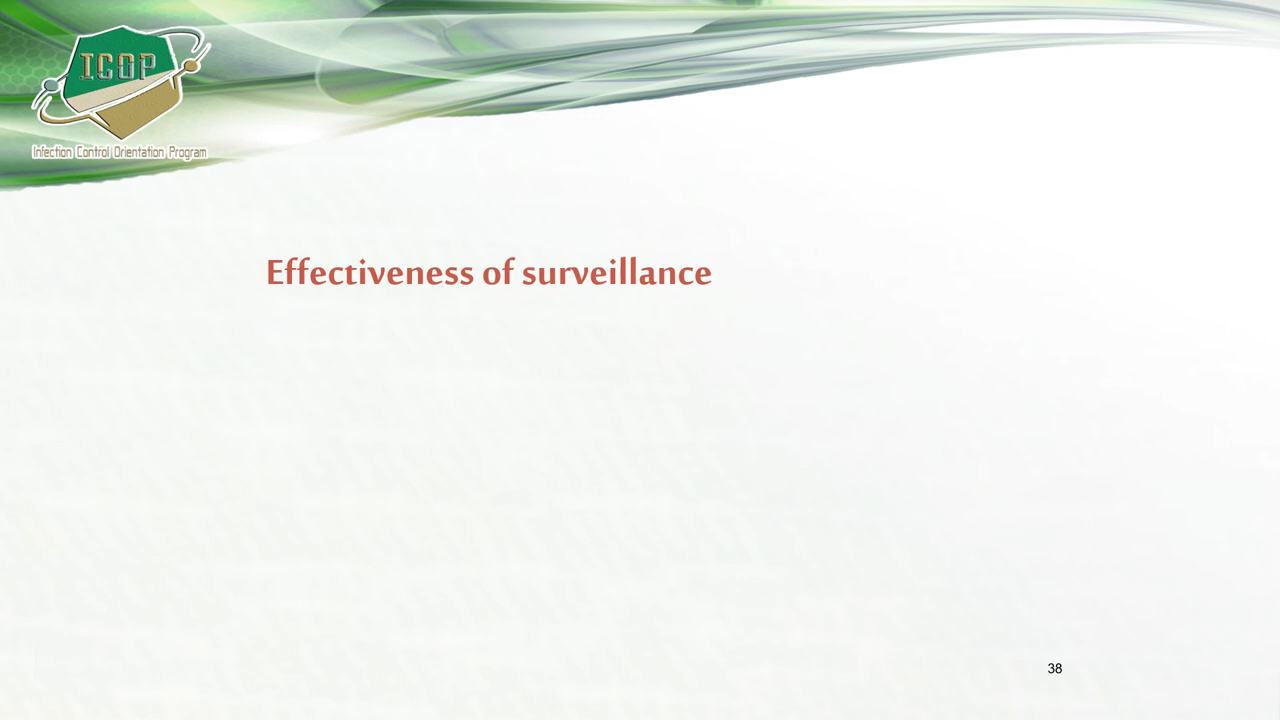 ICOP
Infection Control Orientation Program
Effectiveness of surveillance
38